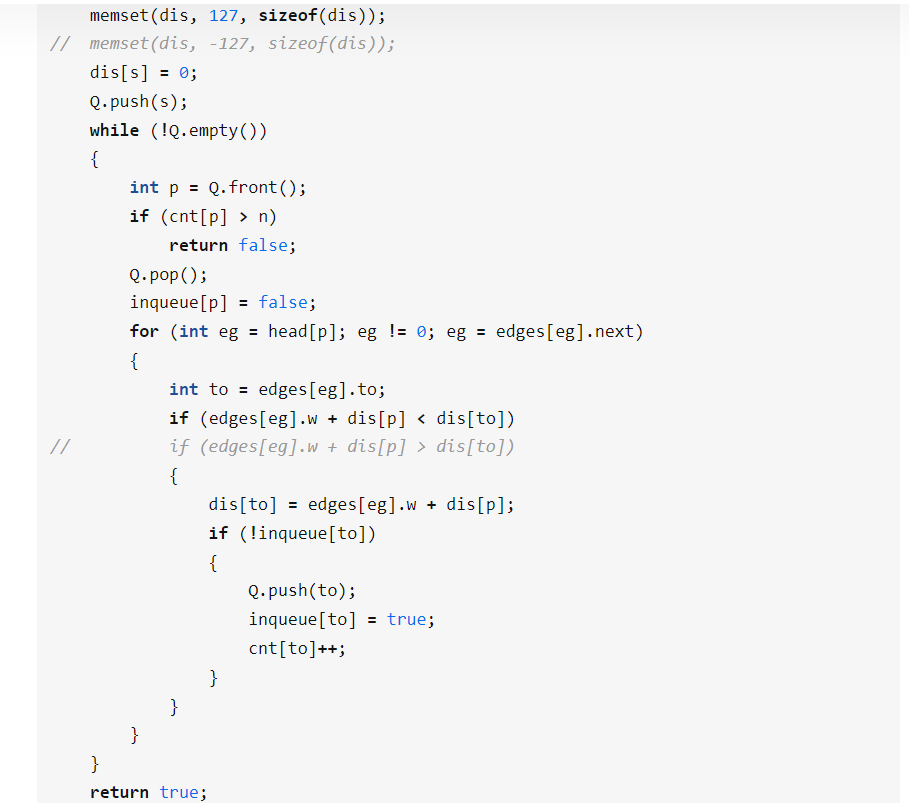 memset(dis, 127, sizeof(dis));
//  memset(dis, -127, sizeof(dis));
    dis[s] = 0;
    Q.push(s);
    while (!Q.empty())
    {
        int p = Q.front();
        if (cnt[p] > n)
            return false;
        Q.pop();
        inqueue[p] = false;
        for (int eg = head[p]; eg != 0; eg = edges[eg].next)
        {
            int to = edges[eg].to;
            if (edges[eg].w + dis[p] < dis[to])
//          if (edges[eg].w + dis[p] > dis[to])
            {
                dis[to] = edges[eg].w + dis[p];
                if (!inqueue[to])
                {
                    Q.push(to);
                    inqueue[to] = true;
                    cnt[to]++;
                }
            }
        }
    }
    return true;